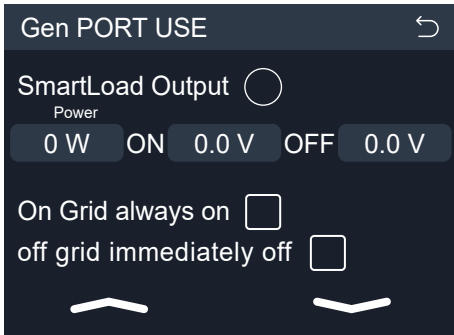 Gen PORT USE
SmartLoad Output
Power
0 W ON 0.0 V OFF 0.0 V
On Grid always on
off grid immediately off